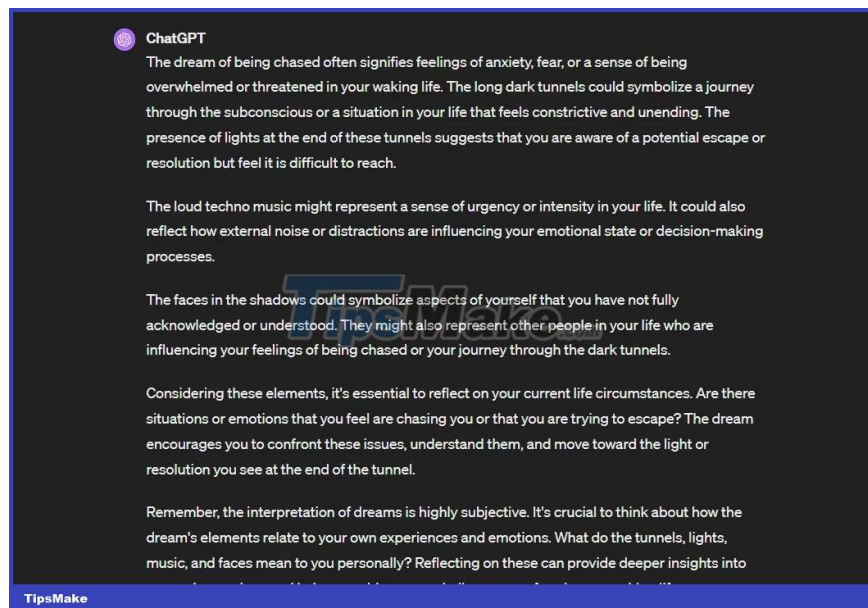 ChatGPT
The dream of being chased often signifies feelings of anxiety, fear, or a sense of being
overwhelmed or threatened in your waking life. The long dark tunnels could symbolize a journey
through the subconscious or a situation in your life that feels constrictive and unending. The
presence of lights at the end of these tunnels suggests that you are aware of a potential escape or
resolution but feel it is difficult to reach.
The loud techno music might represent a sense of urgency or intensity in your life. It could also
reflect how external noise or distractions are influencing your emotional state or decision-making
processes.
The faces in the shadows could symbolize aspects of yourself that you have not fully
acknowledged or understood. They might also represent other people in your life who are
influencing your feelings of being chased or your journey through the dark tunnels.
TipsMake.com
Considering these elements, it's essential to reflect on your current life circumstances. Are there
situations or emotions that you feel are chasing you or that you are trying to escape? The dream
encourages you to confront these issues, understand them, and move toward the light or
resolution you see at the end of the tunnel.
Remember, the interpretation of dreams is highly subjective. It's crucial to think about how the
dream's elements relate to your own experiences and emotions. What do the tunnels, lights,
music, and faces mean to you personally? Reflecting on these can provide deeper insights into
TipsMake